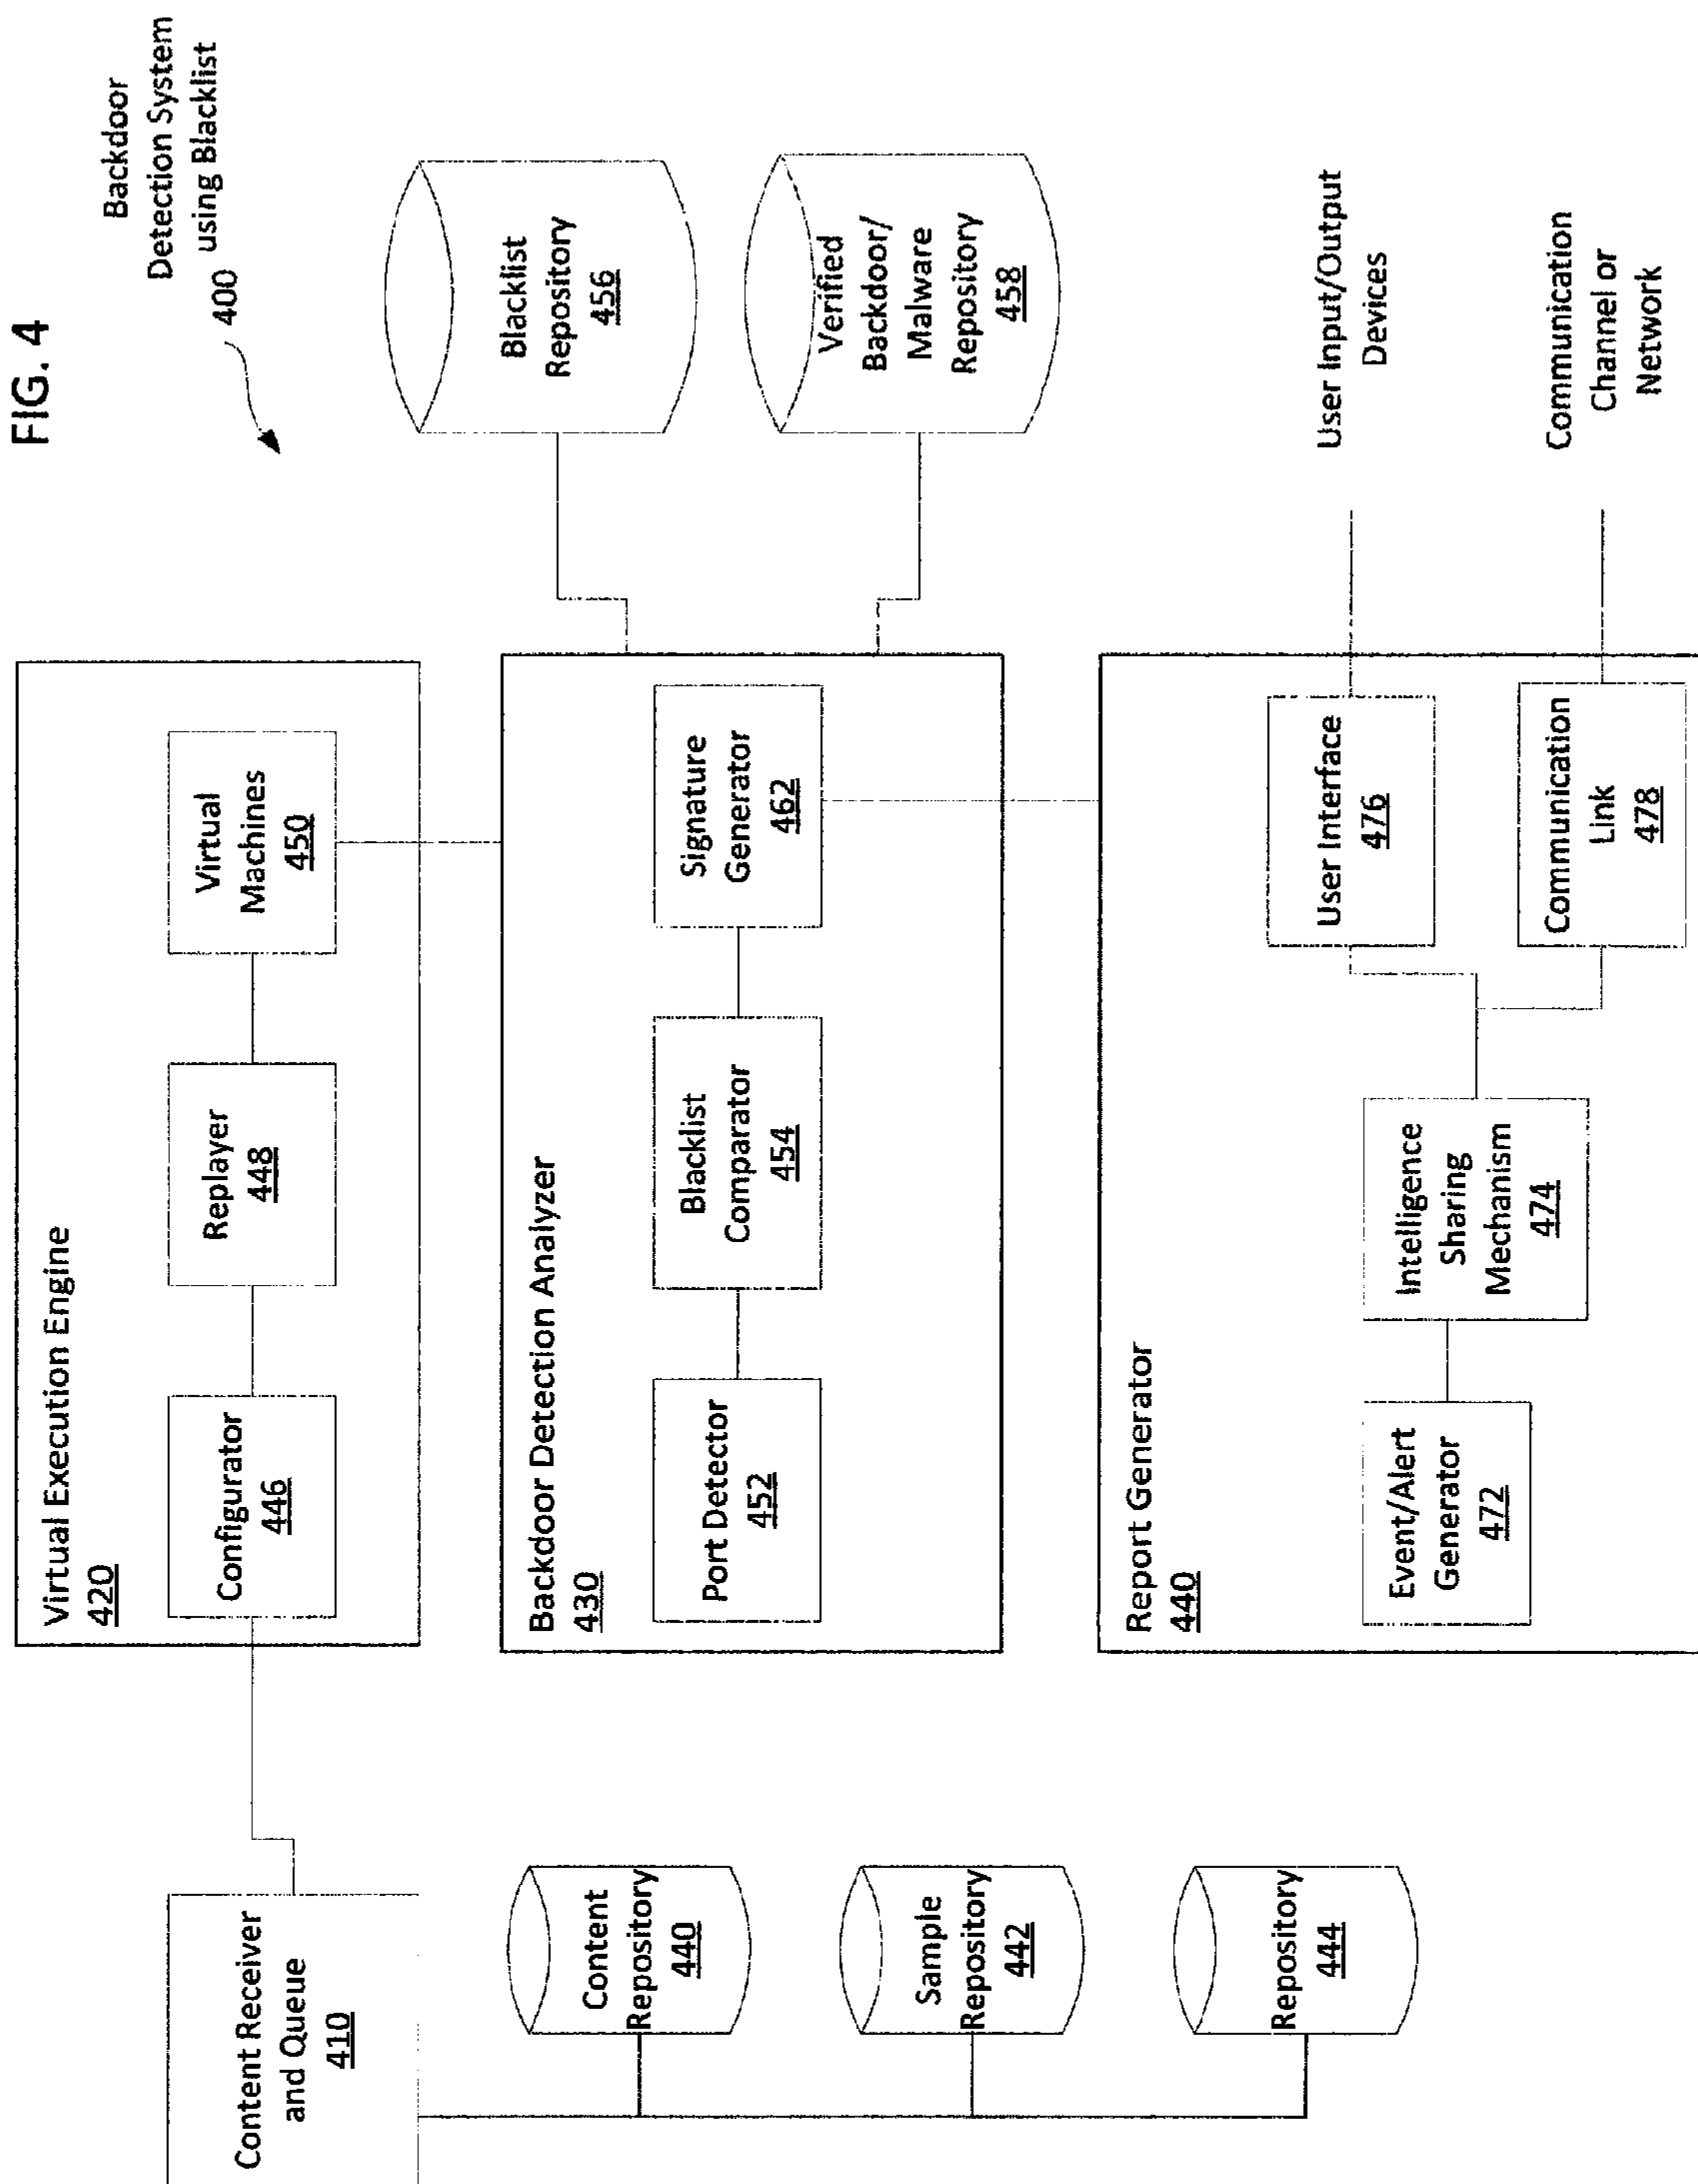 FIG. 4
Backdoor
Detection System
using Blacklist
400
Content Receiver
and Queue
410
Content
Repository
440
Sample
Repository
442
Repository
444
Virtual Execution Engine
420
Configurator
446
Replayer
448
Virtual
Machines
450
Backdoor Detection Analyzer
430
Port Detector
452
Blacklist
Comparator
454
Signature
Generator
462
Blacklist
Repository
456
Verified
Backdoor/
Malware
Repository
458
Report Generator
440
Event/Alert
Generator
472
Intelligence
Sharing
Mechanism
474
User Interface
476
Communication
Link
478
User Input/Output
Devices
Communication
Channel or
Network